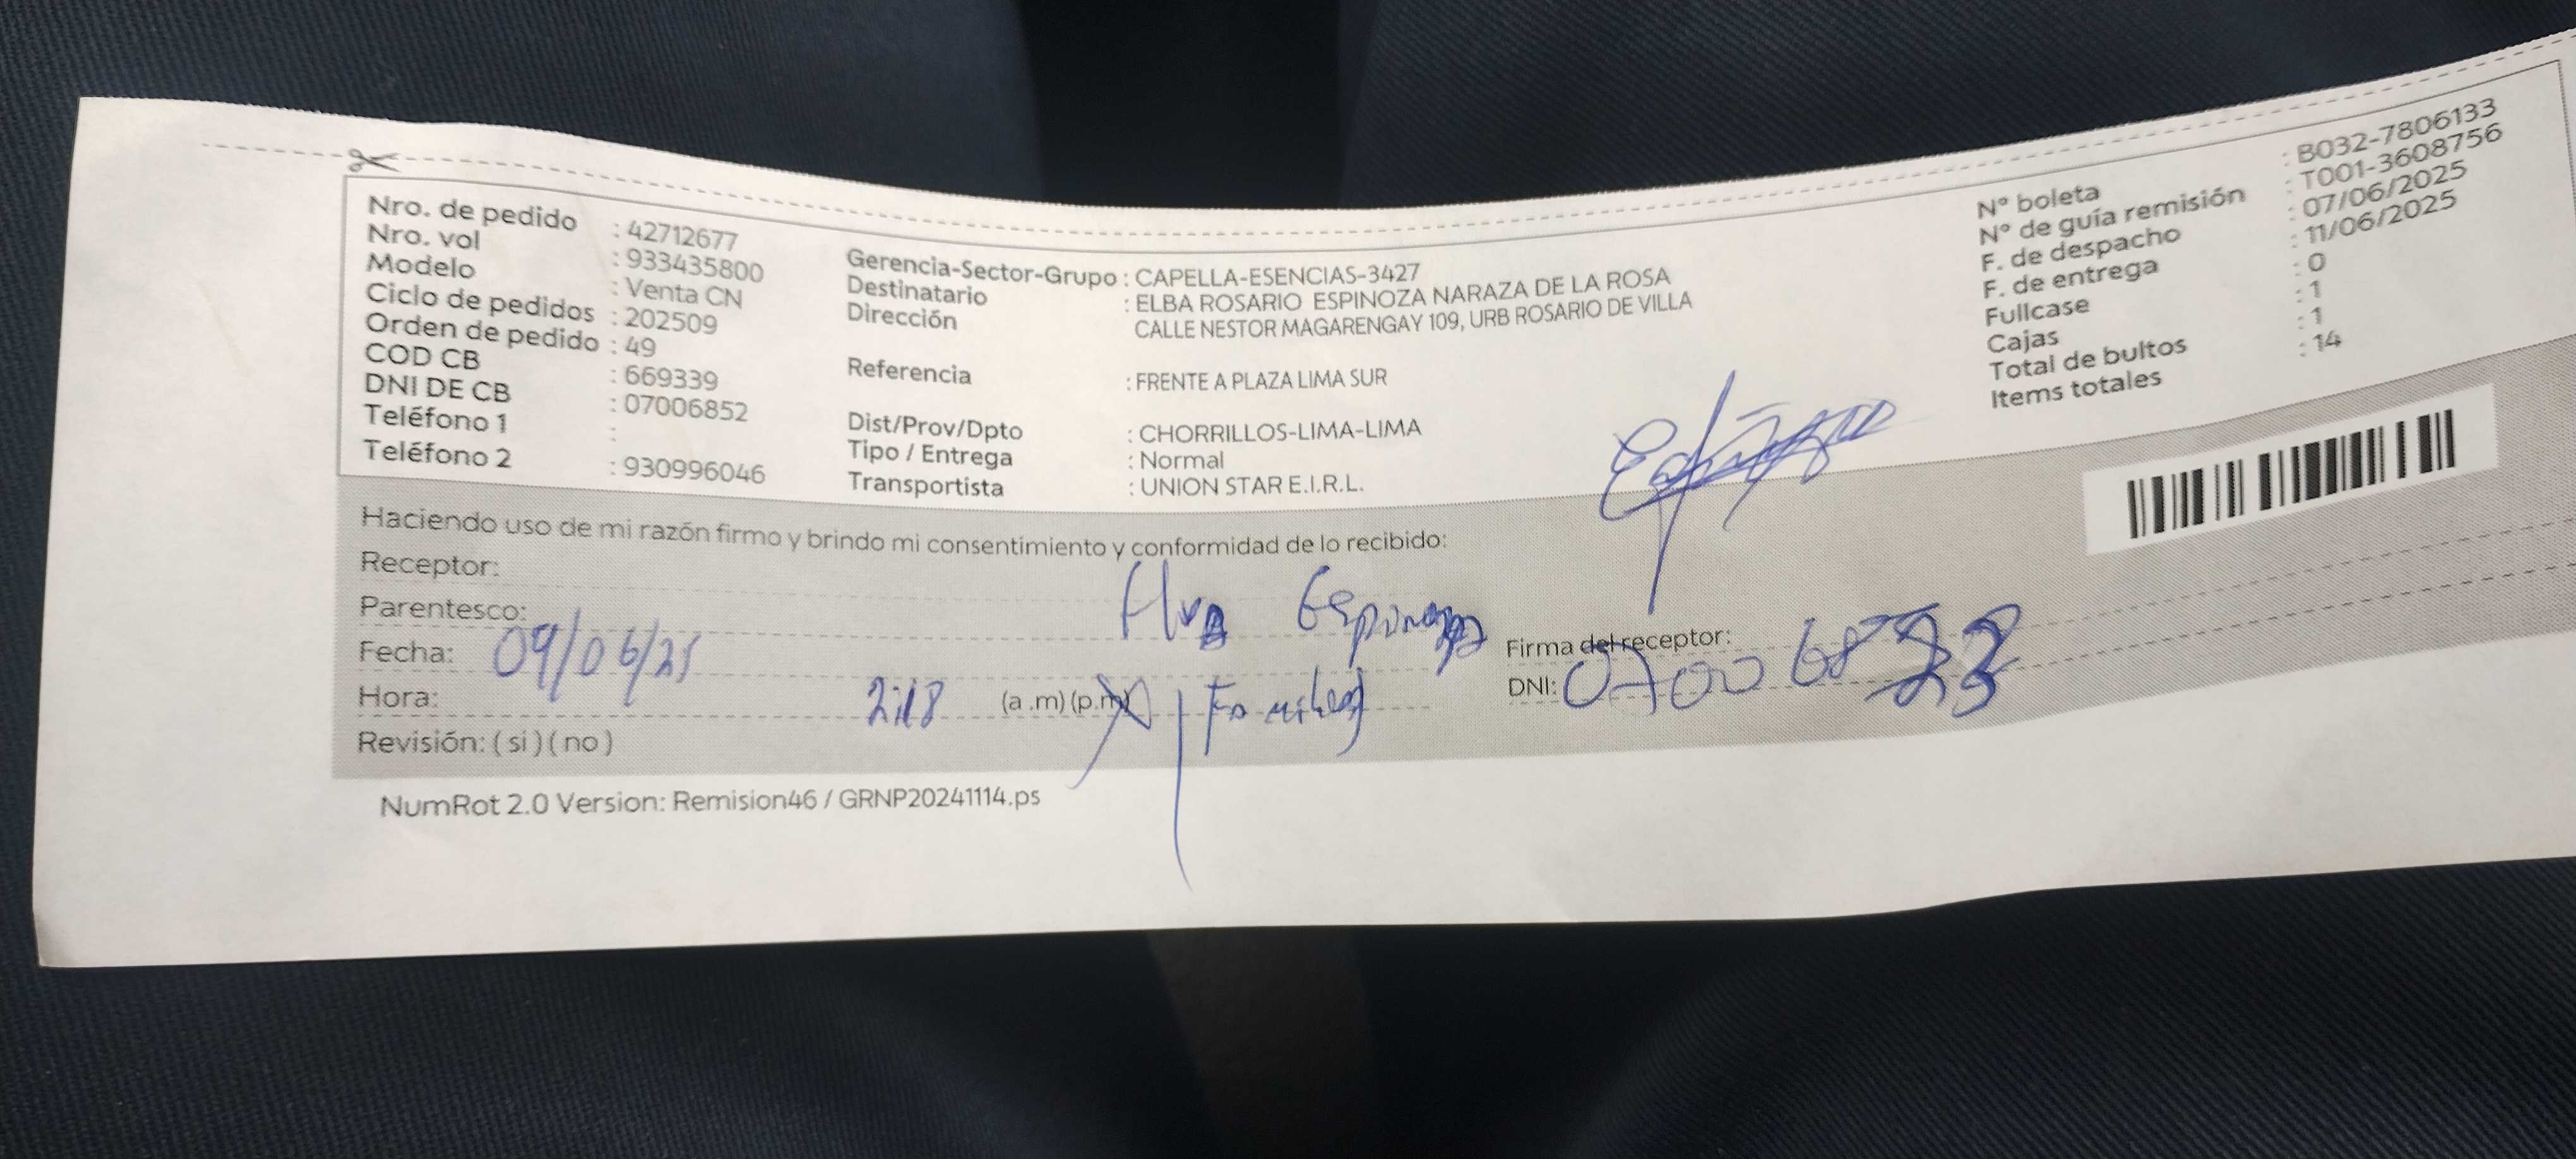 Nro. de pedido : 42712677
Nro. vol : 933435800
Modelo : Venta CN
Ciclo de pedidos : 202509
Orden de pedido : 49
COD CB : 669339
DNI DE CB : 07006852
Teléfono 1 :
Teléfono 2 : 930996046
Gerencia-Sector-Grupo : CAPELLA-ESENCIAS-3427
Destinatario : ELBA ROSARIO ESPINOZA NARAZA DE LA ROSA
Dirección CALLE NESTOR MAGARENGAY 109, URB ROSARIO DE VILLA
Referencia : FRENTE A PLAZA LIMA SUR
Dist/Prov/Dpto : CHORRILLOS-LIMA-LIMA
Tipo / Entrega : Normal
Transportista : UNION STAR E.I.R.L.
N° boleta : B032-7806133
N° de guía remisión : T001-3608756
F. de despacho : 07/06/2025
F. de entrega : 11/06/2025
Fullcase : 0
Cajas : 1
Total de bultos : 1
Items totales : 14
Haciendo uso de mi razón firmo y brindo mi consentimiento y conformidad de lo recibido:
Receptor:
Parentesco:
Fecha: 09/06/25
Hora: 2:18 (a .m) (p.m)
Revisión: ( si ) ( no )
Firma del receptor:
DNI: 070068
NumRot 2.0 Version: Remision46 / GRNP20241114.ps